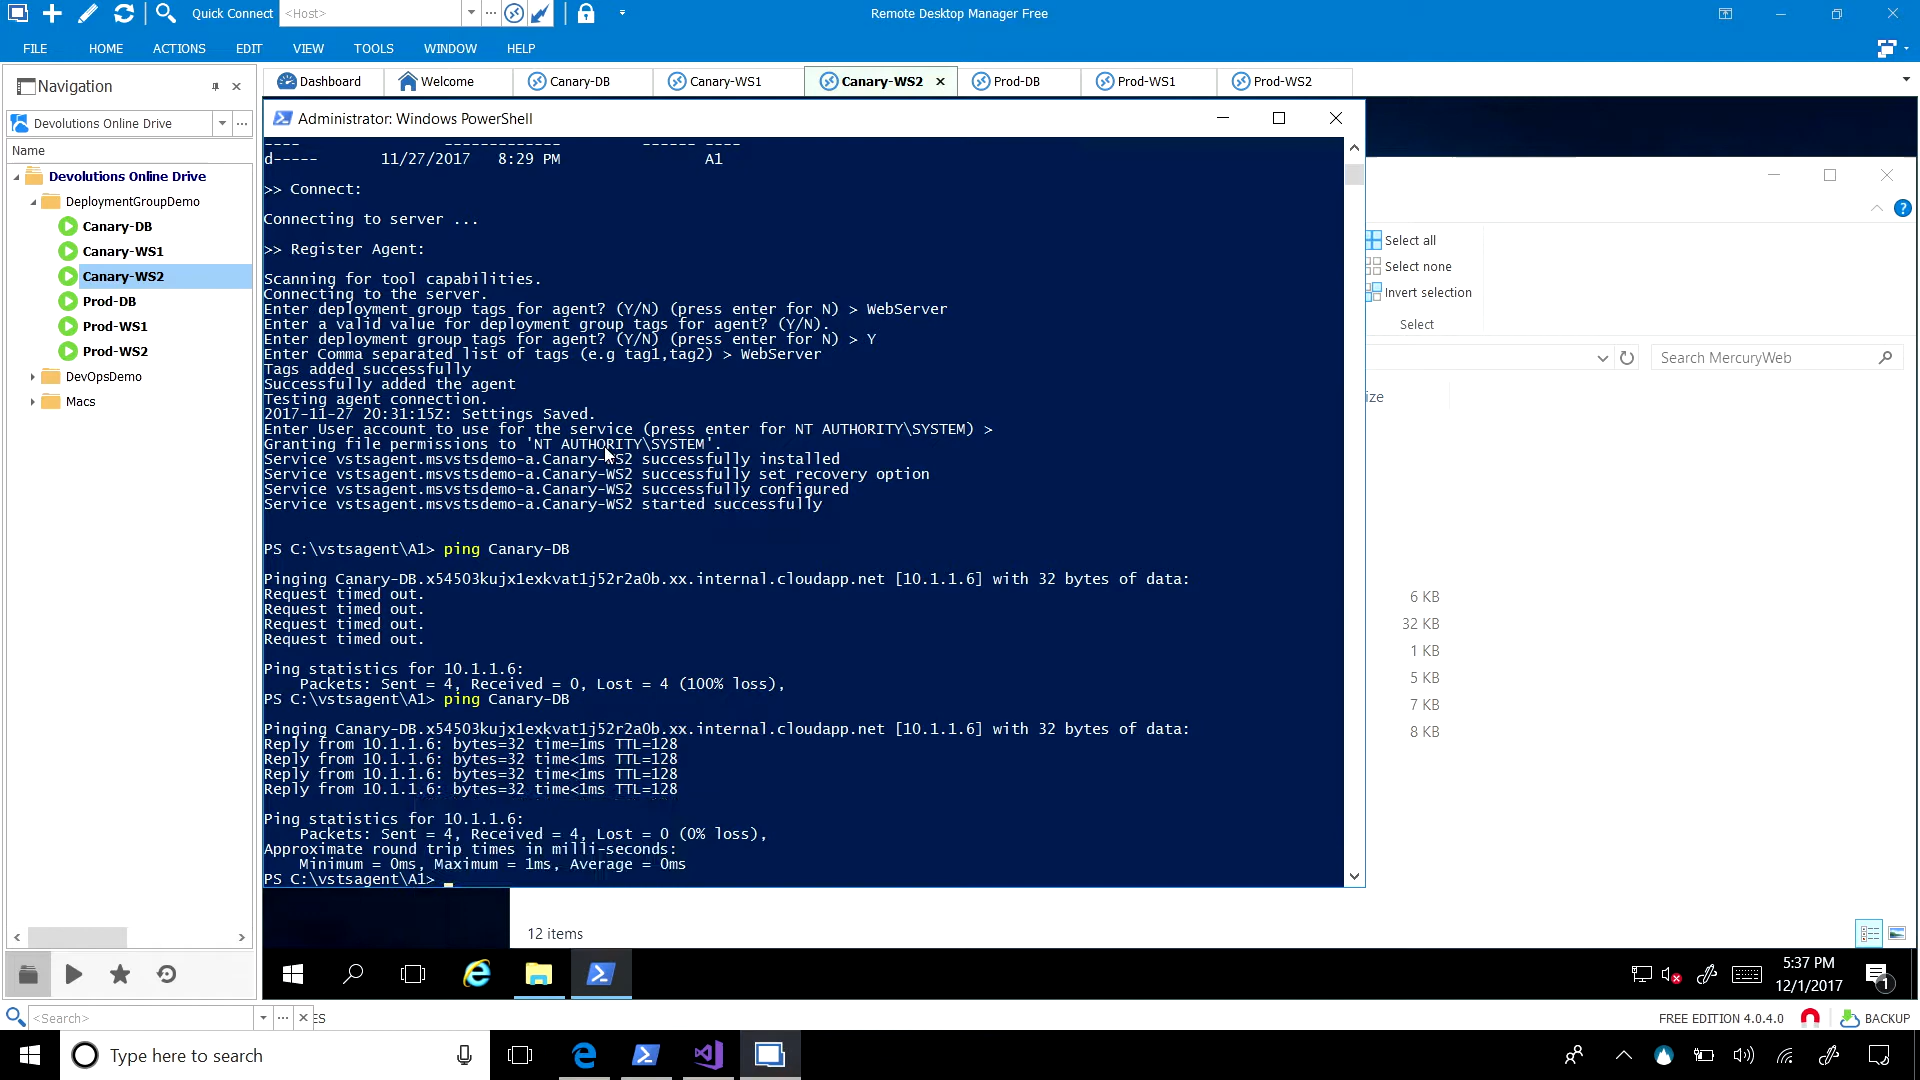 Quick Connect <Host>
Remote Desktop Manager Free
FILE HOME ACTIONS EDIT VIEW TOOLS WINDOW HELP
Navigation
Dashboard Welcome Canary-DB Canary-WS1 Canary-WS2 Prod-DB Prod-WS1 Prod-WS2
Devolutions Online Drive
Name
Devolutions Online Drive
DeploymentGroupDemo
Canary-DB
Canary-WS1
Canary-WS2
Prod-DB
Prod-WS1
Prod-WS2
DevOpsDemo
Macs
Administrator: Windows PowerShell
---- ------------- ------ ----
d----- 11/27/2017 8:29 PM A1
>> Connect:
Connecting to server ...
>> Register Agent:
Scanning for tool capabilities.
Connecting to the server.
Enter deployment group tags for agent? (Y/N) (press enter for N) > WebServer
Enter a valid value for deployment group tags for agent? (Y/N).
Enter deployment group tags for agent? (Y/N) (press enter for N) > Y
Enter Comma separated list of tags (e.g tag1,tag2) > WebServer
Tags added successfully
Successfully added the agent
Testing agent connection.
2017-11-27 20:31:15Z: Settings Saved.
Enter User account to use for the service (press enter for NT AUTHORITY\SYSTEM) >
Granting file permissions to 'NT AUTHORITY\SYSTEM'.
Service vstsagent.msvstsdemo-a.Canary-WS2 successfully installed
Service vstsagent.msvstsdemo-a.Canary-WS2 successfully set recovery option
Service vstsagent.msvstsdemo-a.Canary-WS2 successfully configured
Service vstsagent.msvstsdemo-a.Canary-WS2 started successfully
PS C:\vstsagent\A1> ping Canary-DB
Pinging Canary-DB.x54503kujx1exkvat1j52r2a0b.xx.internal.cloudapp.net [10.1.1.6] with 32 bytes of data:
Request timed out.
Request timed out.
Request timed out.
Request timed out.
Ping statistics for 10.1.1.6:
Packets: Sent = 4, Received = 0, Lost = 4 (100% loss),
PS C:\vstsagent\A1> ping Canary-DB
Pinging Canary-DB.x54503kujx1exkvat1j52r2a0b.xx.internal.cloudapp.net [10.1.1.6] with 32 bytes of data:
Reply from 10.1.1.6: bytes=32 time=1ms TTL=128
Reply from 10.1.1.6: bytes=32 time<1ms TTL=128
Reply from 10.1.1.6: bytes=32 time<1ms TTL=128
Reply from 10.1.1.6: bytes=32 time<1ms TTL=128
Ping statistics for 10.1.1.6:
Packets: Sent = 4, Received = 4, Lost = 0 (0% loss),
Approximate round trip times in milli-seconds:
Minimum = 0ms, Maximum = 1ms, Average = 0ms
PS C:\vstsagent\A1>
Select all
Select none
Invert selection
Select
Search MercuryWeb
ize
6 KB
32 KB
1 KB
5 KB
7 KB
8 KB
12 items
5:37 PM
12/1/2017
1
<Search>
ES
FREE EDITION 4.0.4.0
BACKUP
Type here to search